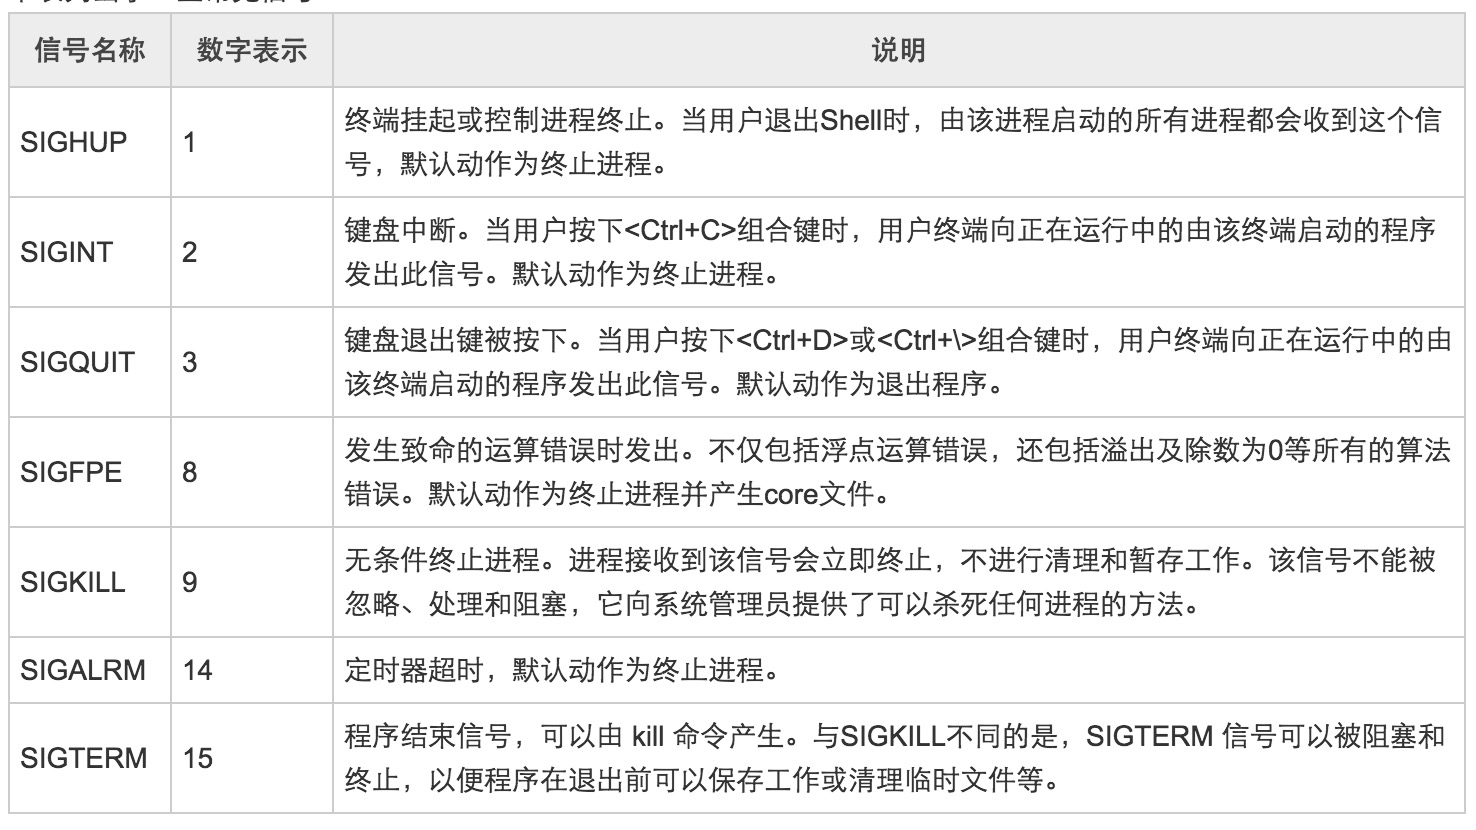 信号名称 数字表示 说明
SIGHUP 1 终端挂起或控制进程终止。当用户退出Shell时，由该进程启动的所有进程都会收到这个信
号，默认动作为终止进程。
SIGINT 2 键盘中断。当用户按下<Ctrl+C>组合键时，用户终端向正在运行中的由该终端启动的程序
发出此信号。默认动作为终止进程。
SIGQUIT 3 键盘退出键被按下。当用户按下<Ctrl+D>或<Ctrl+\>组合键时，用户终端向正在运行中的由
该终端启动的程序发出此信号。默认动作为退出程序。
SIGFPE 8 发生致命的运算错误时发出。不仅包括浮点运算错误，还包括溢出及除数为0等所有的算法
错误。默认动作为终止进程并产生core文件。
SIGKILL 9 无条件终止进程。进程接收到该信号会立即终止，不进行清理和暂存工作。该信号不能被
忽略、处理和阻塞，它向系统管理员提供了可以杀死任何进程的方法。
SIGALRM 14 定时器超时，默认动作为终止进程。
SIGTERM 15 程序结束信号，可以由 kill 命令产生。与SIGKILL不同的是，SIGTERM 信号可以被阻塞和
终止，以便程序在退出前可以保存工作或清理临时文件等。